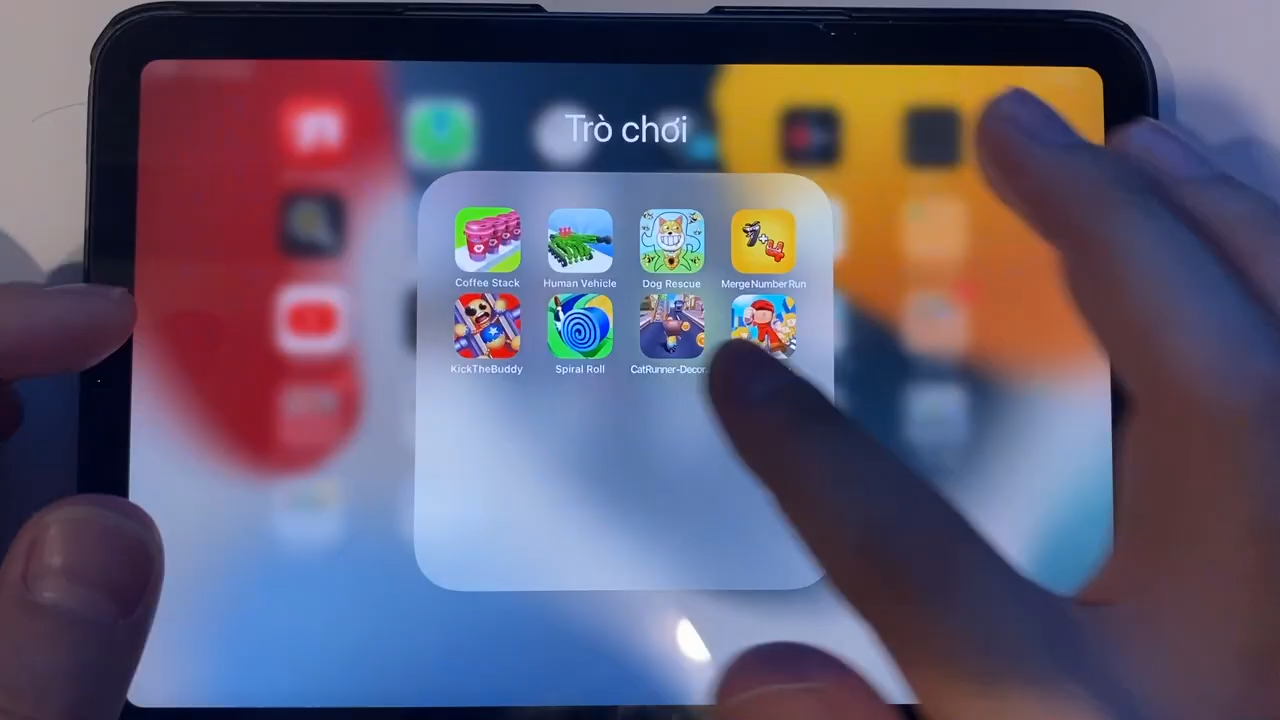 Trò chơi
Coffee Stack
Human Vehicle
Dog Rescue
Merge Number Run
KickTheBuddy
Spiral Roll
CatRunner-Decor